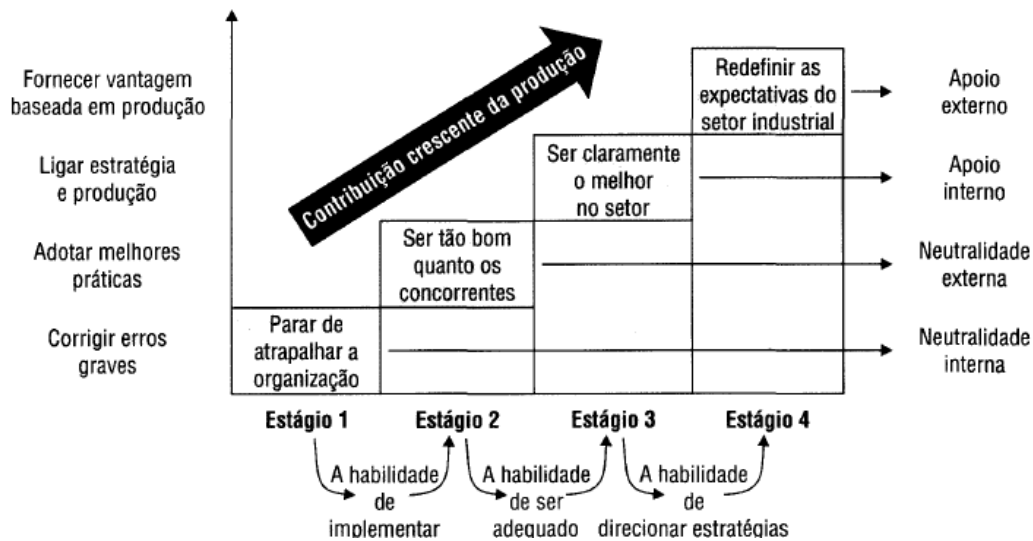 Fornecer vantagem
baseada em produção
Ligar estratégia
e produção
Adotar melhores
práticas
Corrigir erros
graves
Contribuição crescente da produção
Parar de
atrapalhar a
organização
Ser tão bom
quanto os
concorrentes
Ser claramente
o melhor
no setor
Redefinir as
expectativas do
setor industrial
Apoio
externo
Apoio
interno
Neutralidade
externa
Neutralidade
interna
Estágio 1
Estágio 2
Estágio 3
Estágio 4
A habilidade
de
implementar
A habilidade
de ser
adequado
A habilidade
de
direcionar estratégias